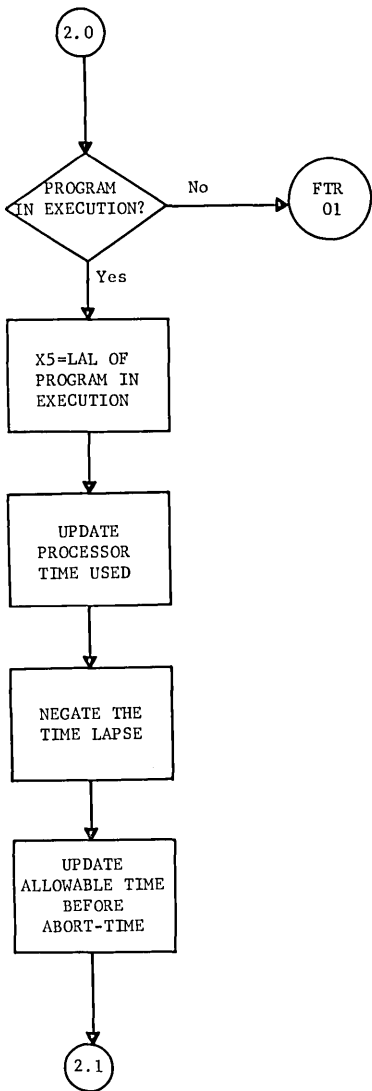 2.0
PROGRAM
IN EXECUTION?
No
FTR
01
Yes
X5=LAL OF
PROGRAM IN
EXECUTION
UPDATE
PROCESSOR
TIME USED
NEGATE THE
TIME LAPSE
UPDATE
ALLOWABLE TIME
BEFORE
ABORT-TIME
2.1